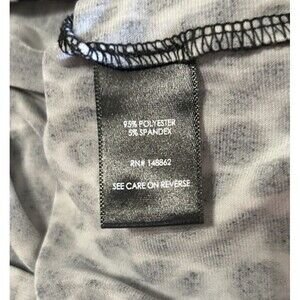 95% POLYESTER
5% SPANDEX
RN# 148862
SEE CARE ON REVERSE